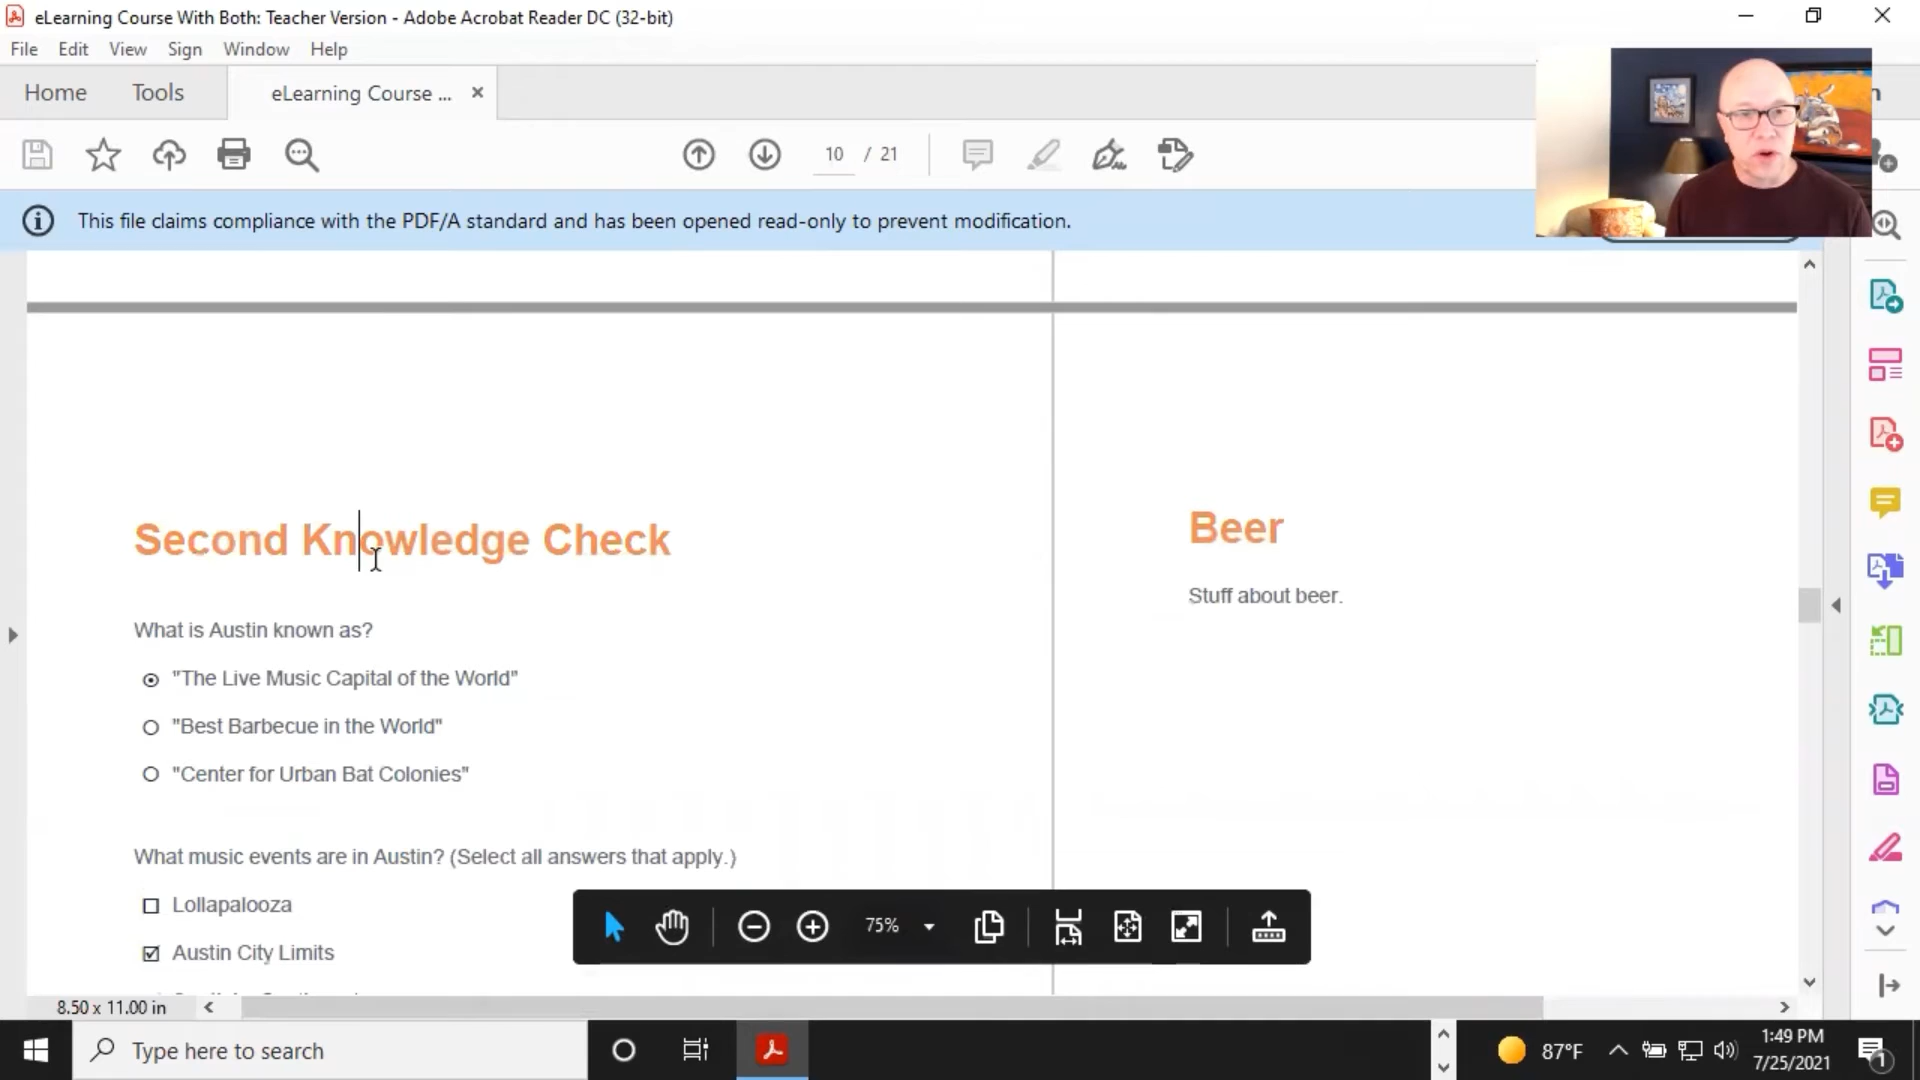 eLearning Course With Both: Teacher Version - Adobe Acrobat Reader DC (32-bit)
File Edit View Sign Window Help
Home Tools eLearning Course ...
10 / 21
This file claims compliance with the PDF/A standard and has been opened read-only to prevent modification.
Second Knowledge Check
What is Austin known as?
"The Live Music Capital of the World"
"Best Barbecue in the World"
"Center for Urban Bat Colonies"
What music events are in Austin? (Select all answers that apply.)
Lollapalooza
Austin City Limits
Beer
Stuff about beer.
75%
8.50 x 11.00 in
Type here to search
87°F
1:49 PM
7/25/2021
1